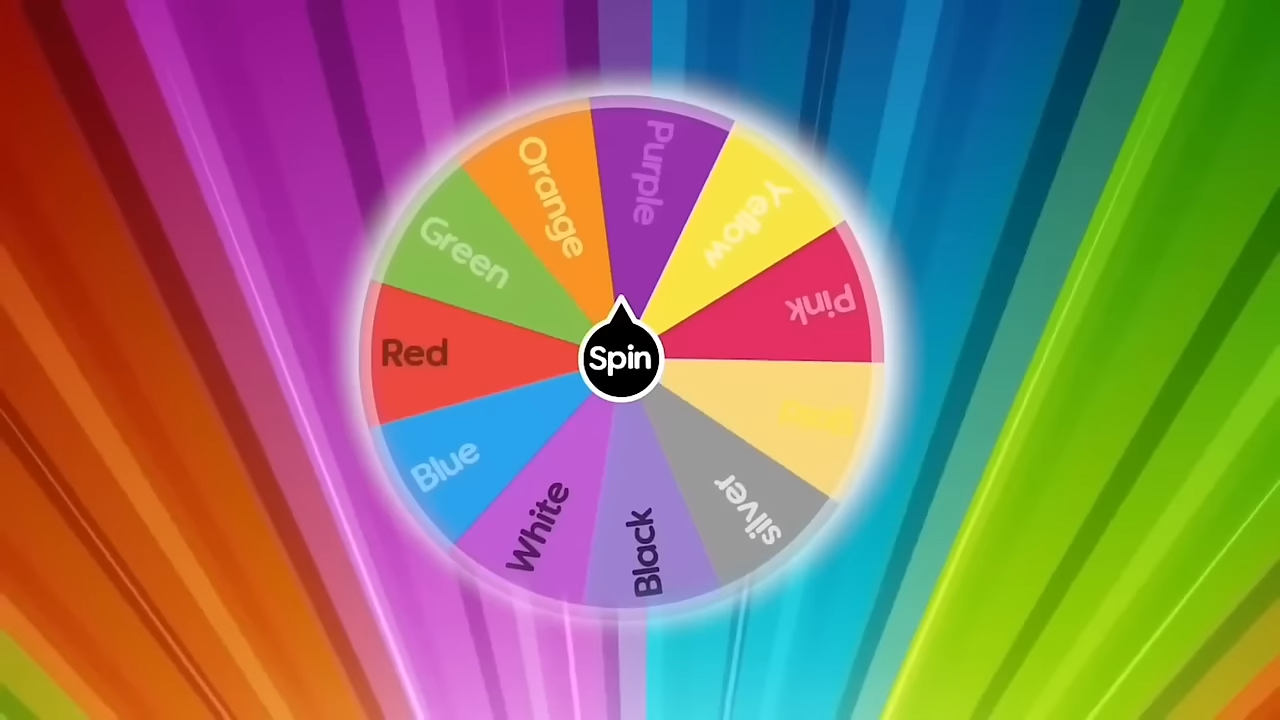 Purple
Yellow
Pink
silver
Black
White
Blue
Red
Green
Orange
Spin